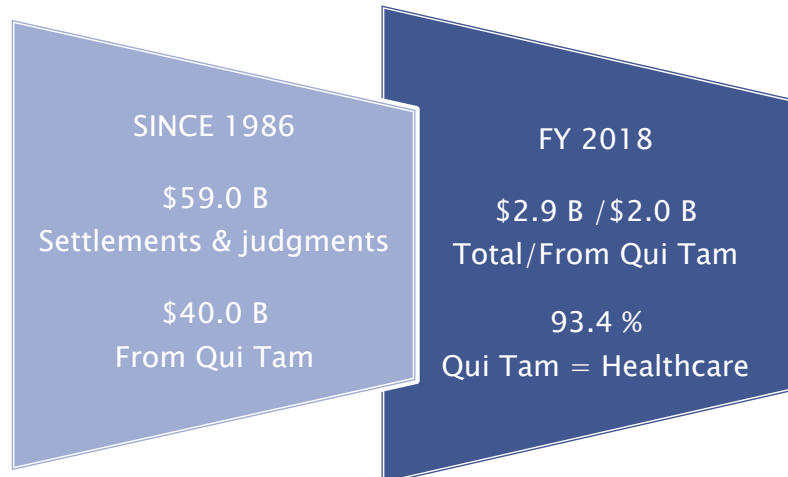 SINCE 1986
$59.0 B
Settlements & judgments
$40.0 B
From Qui Tam
FY 2018
$2.9 B /$2.0 B
Total/From Qui Tam
93.4 %
Qui Tam = Healthcare